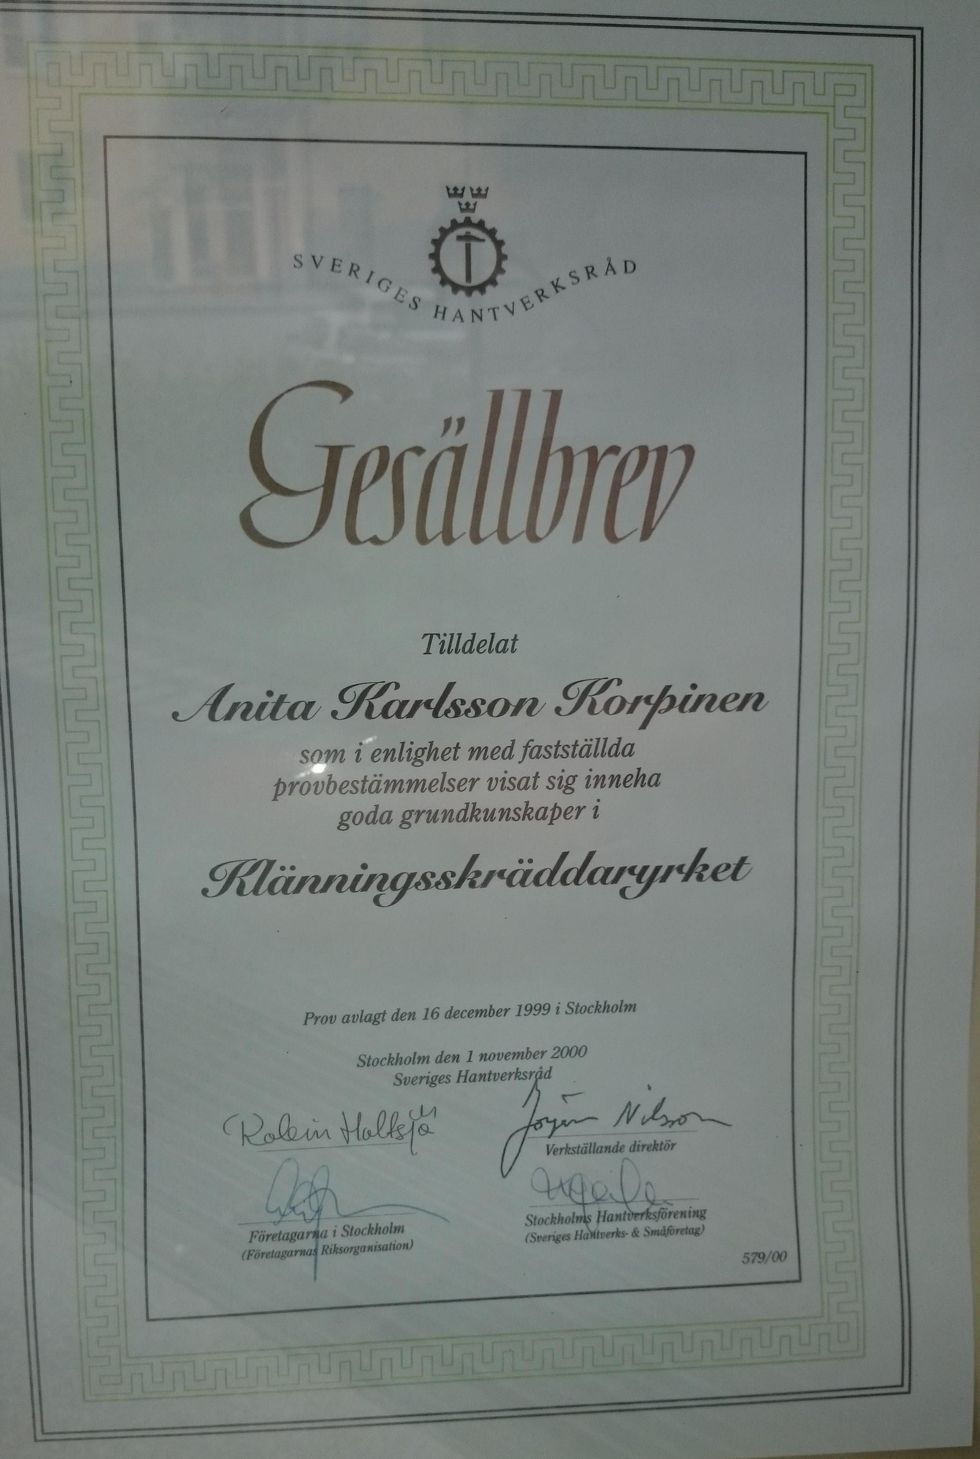 SVERIGES HANTVERKSRÅD
Gesällbrev
Tilldelat
Anita Karlsson Korpinen
som i enlighet med fastställda
provbestämmelser visat sig inneha
goda grundkunskaper i
Klänningsskräddaryrket
Prov avlagt den 16 december 1999 i Stockholm
Stockholm den 1 november 2000
Sveriges Hantverksråd
Jörgen Nilsson
Verkställande direktör
Företagarna i Stockholm
(Företagarnas Riksorganisation)
Stockholms Hantverksförening
(Sveriges Hantverks- & Småföretag)
579/00